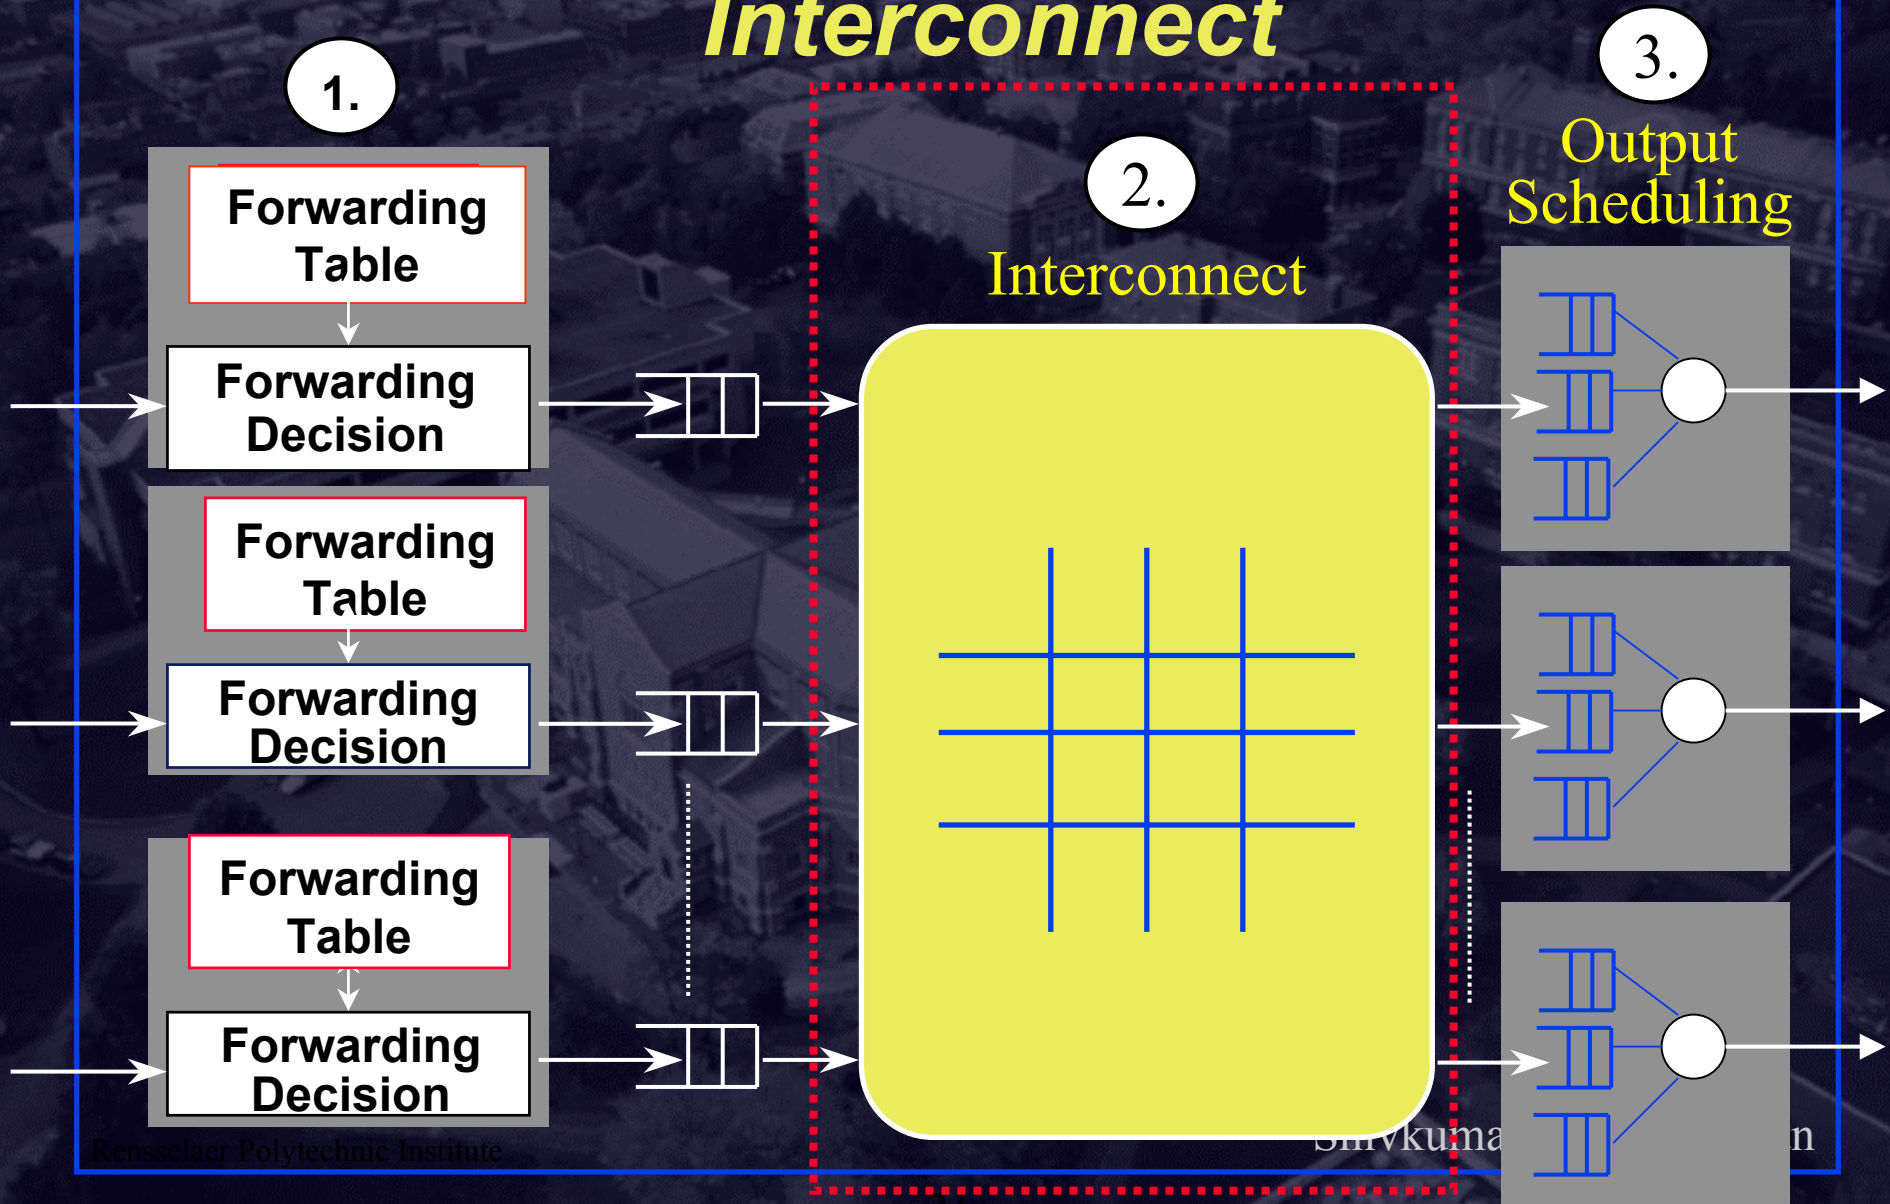 Interconnect
1.
Forwarding
Table
Forwarding
Decision
Forwarding
Table
Forwarding
Decision
Forwarding
Table
Forwarding
Decision
2.
Interconnect
3.
Output
Scheduling
Rensselaer Polytechnic Institute